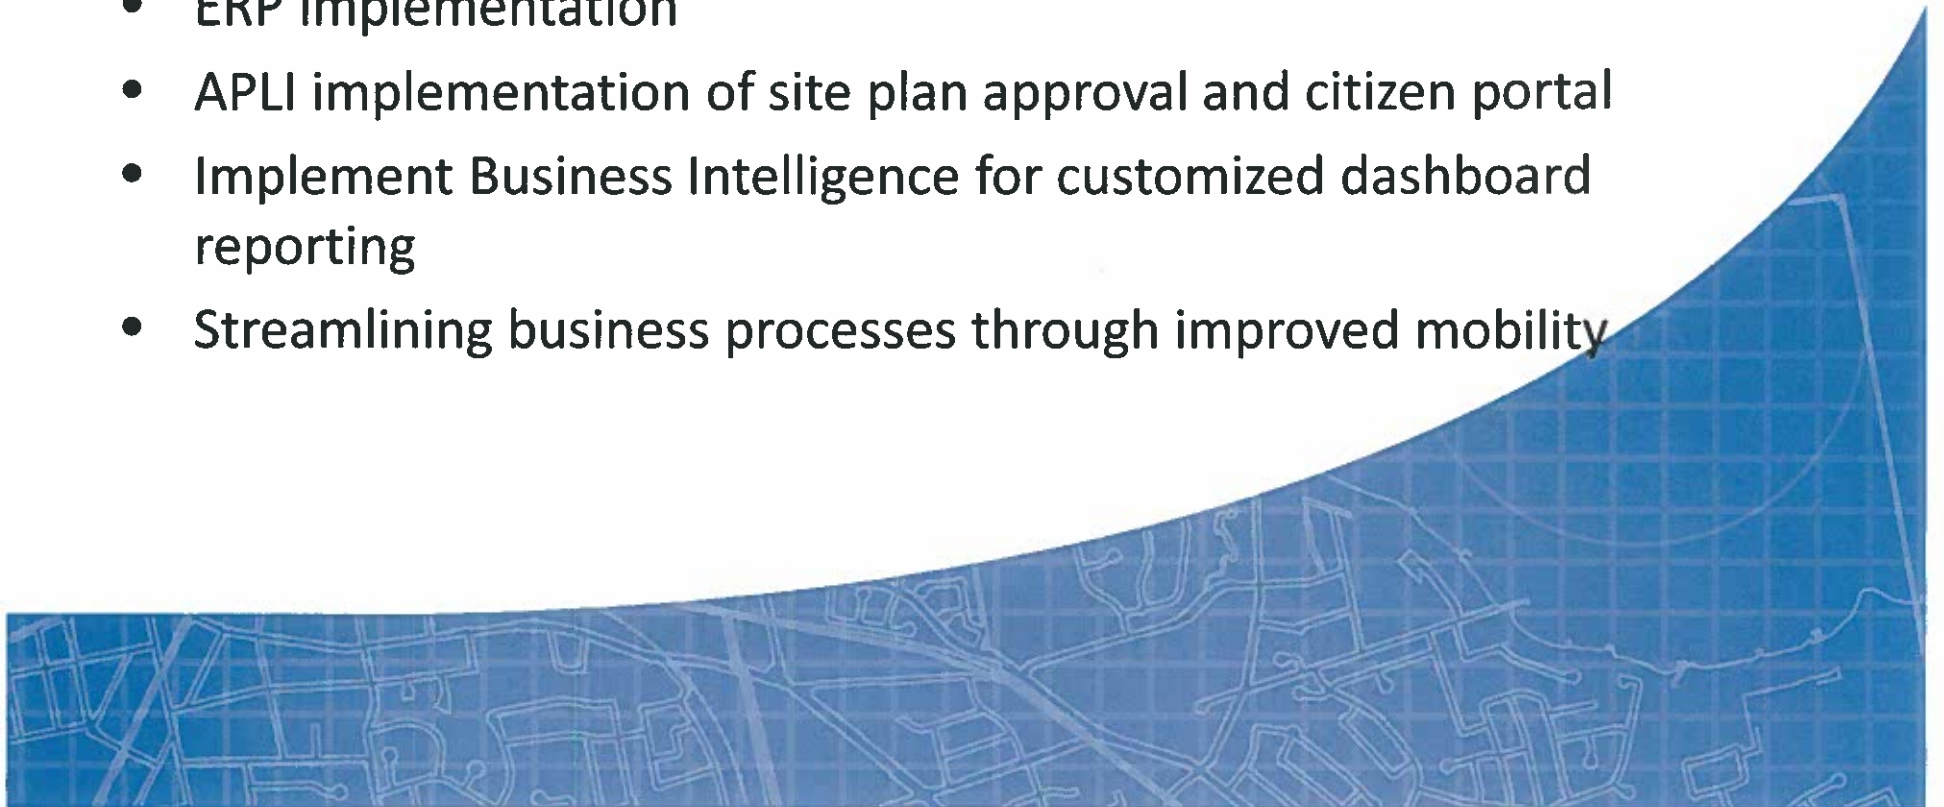 • ERP implementation
• APLI implementation of site plan approval and citizen portal
• Implement Business Intelligence for customized dashboard
reporting
• Streamlining business processes through improved mobility